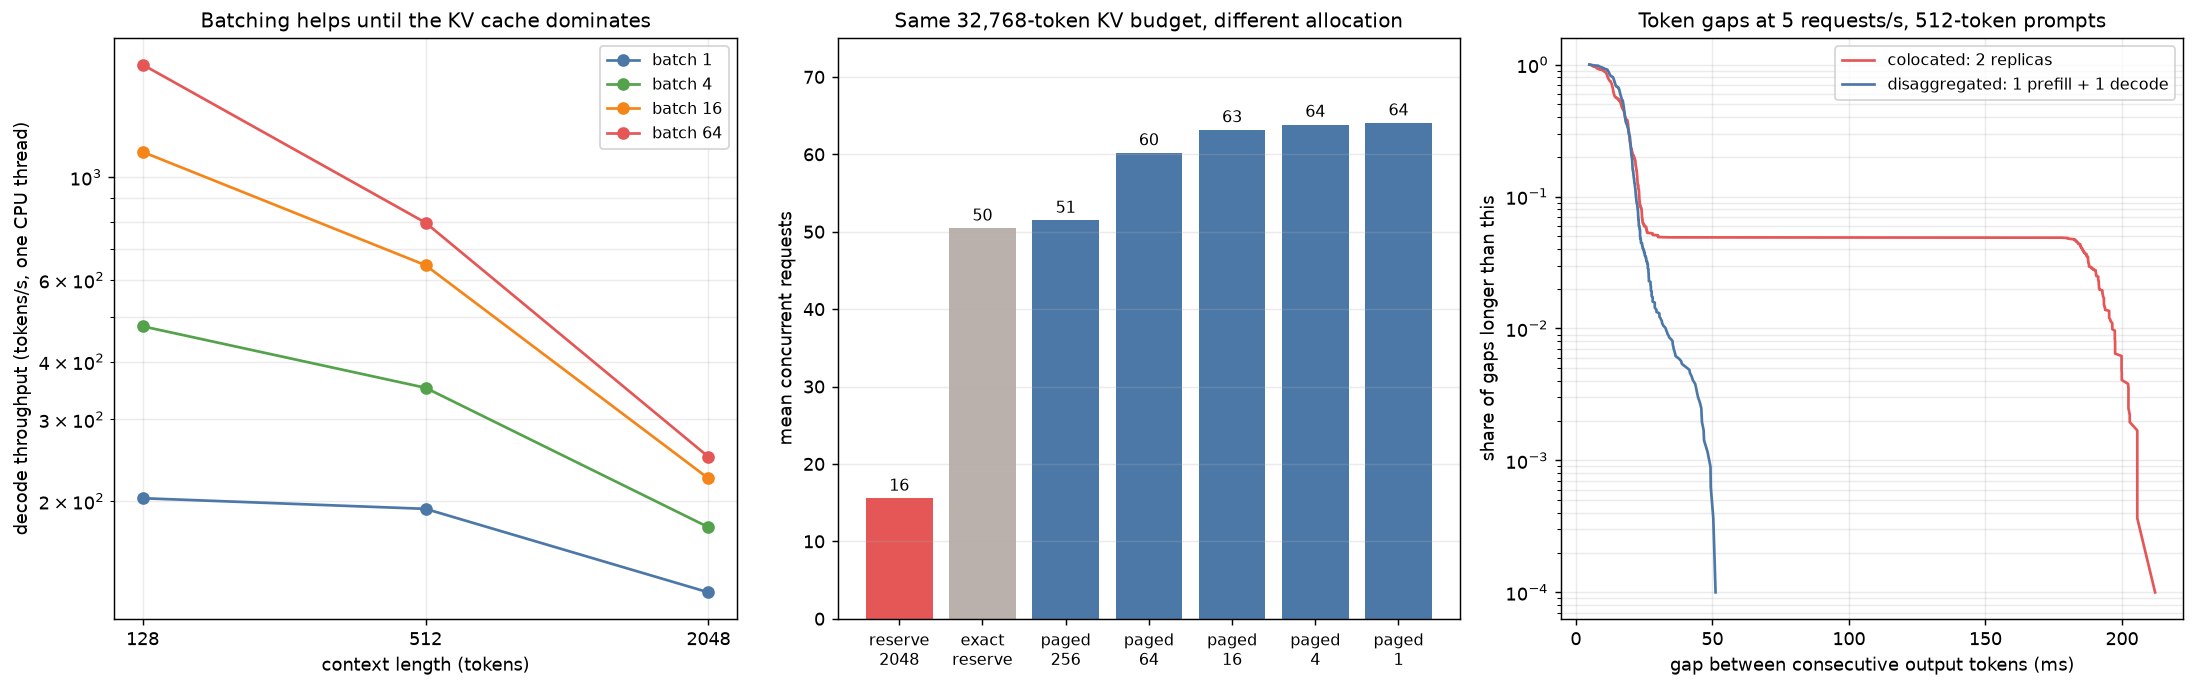 Batching helps until the KV cache dominates
decode throughput (tokens/s, one CPU thread)
10³
6 × 10²
4 × 10²
3 × 10²
2 × 10²
batch 1
batch 4
batch 16
batch 64
128
512
2048
context length (tokens)
Same 32,768-token KV budget, different allocation
mean concurrent requests
70
60
50
40
30
20
10
0
16
50
51
60
63
64
64
reserve
2048
exact
reserve
paged
256
paged
64
paged
16
paged
4
paged
1
Token gaps at 5 requests/s, 512-token prompts
share of gaps longer than this
10⁰
10⁻¹
10⁻²
10⁻³
10⁻⁴
colocated: 2 replicas
disaggregated: 1 prefill + 1 decode
0
50
100
150
200
gap between consecutive output tokens (ms)